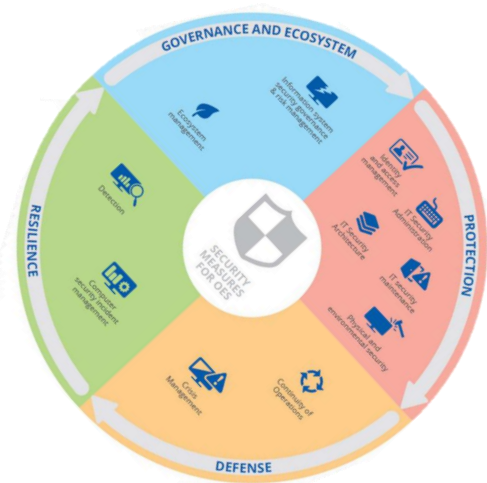 GOVERNANCE AND ECOSYSTEM
Ecosystem
management
Information system
security governance
& risk management
PROTECTION
Identity
and access
management
IT Security
Administration
IT Security
Architecture
IT security
maintenance
Physical and
environmental security
DEFENSE
Continuity of
Operations
Crisis
Management
RESILIENCE
Computer
security incident
management
Detection
SECURITY
MEASURES
FOR OES